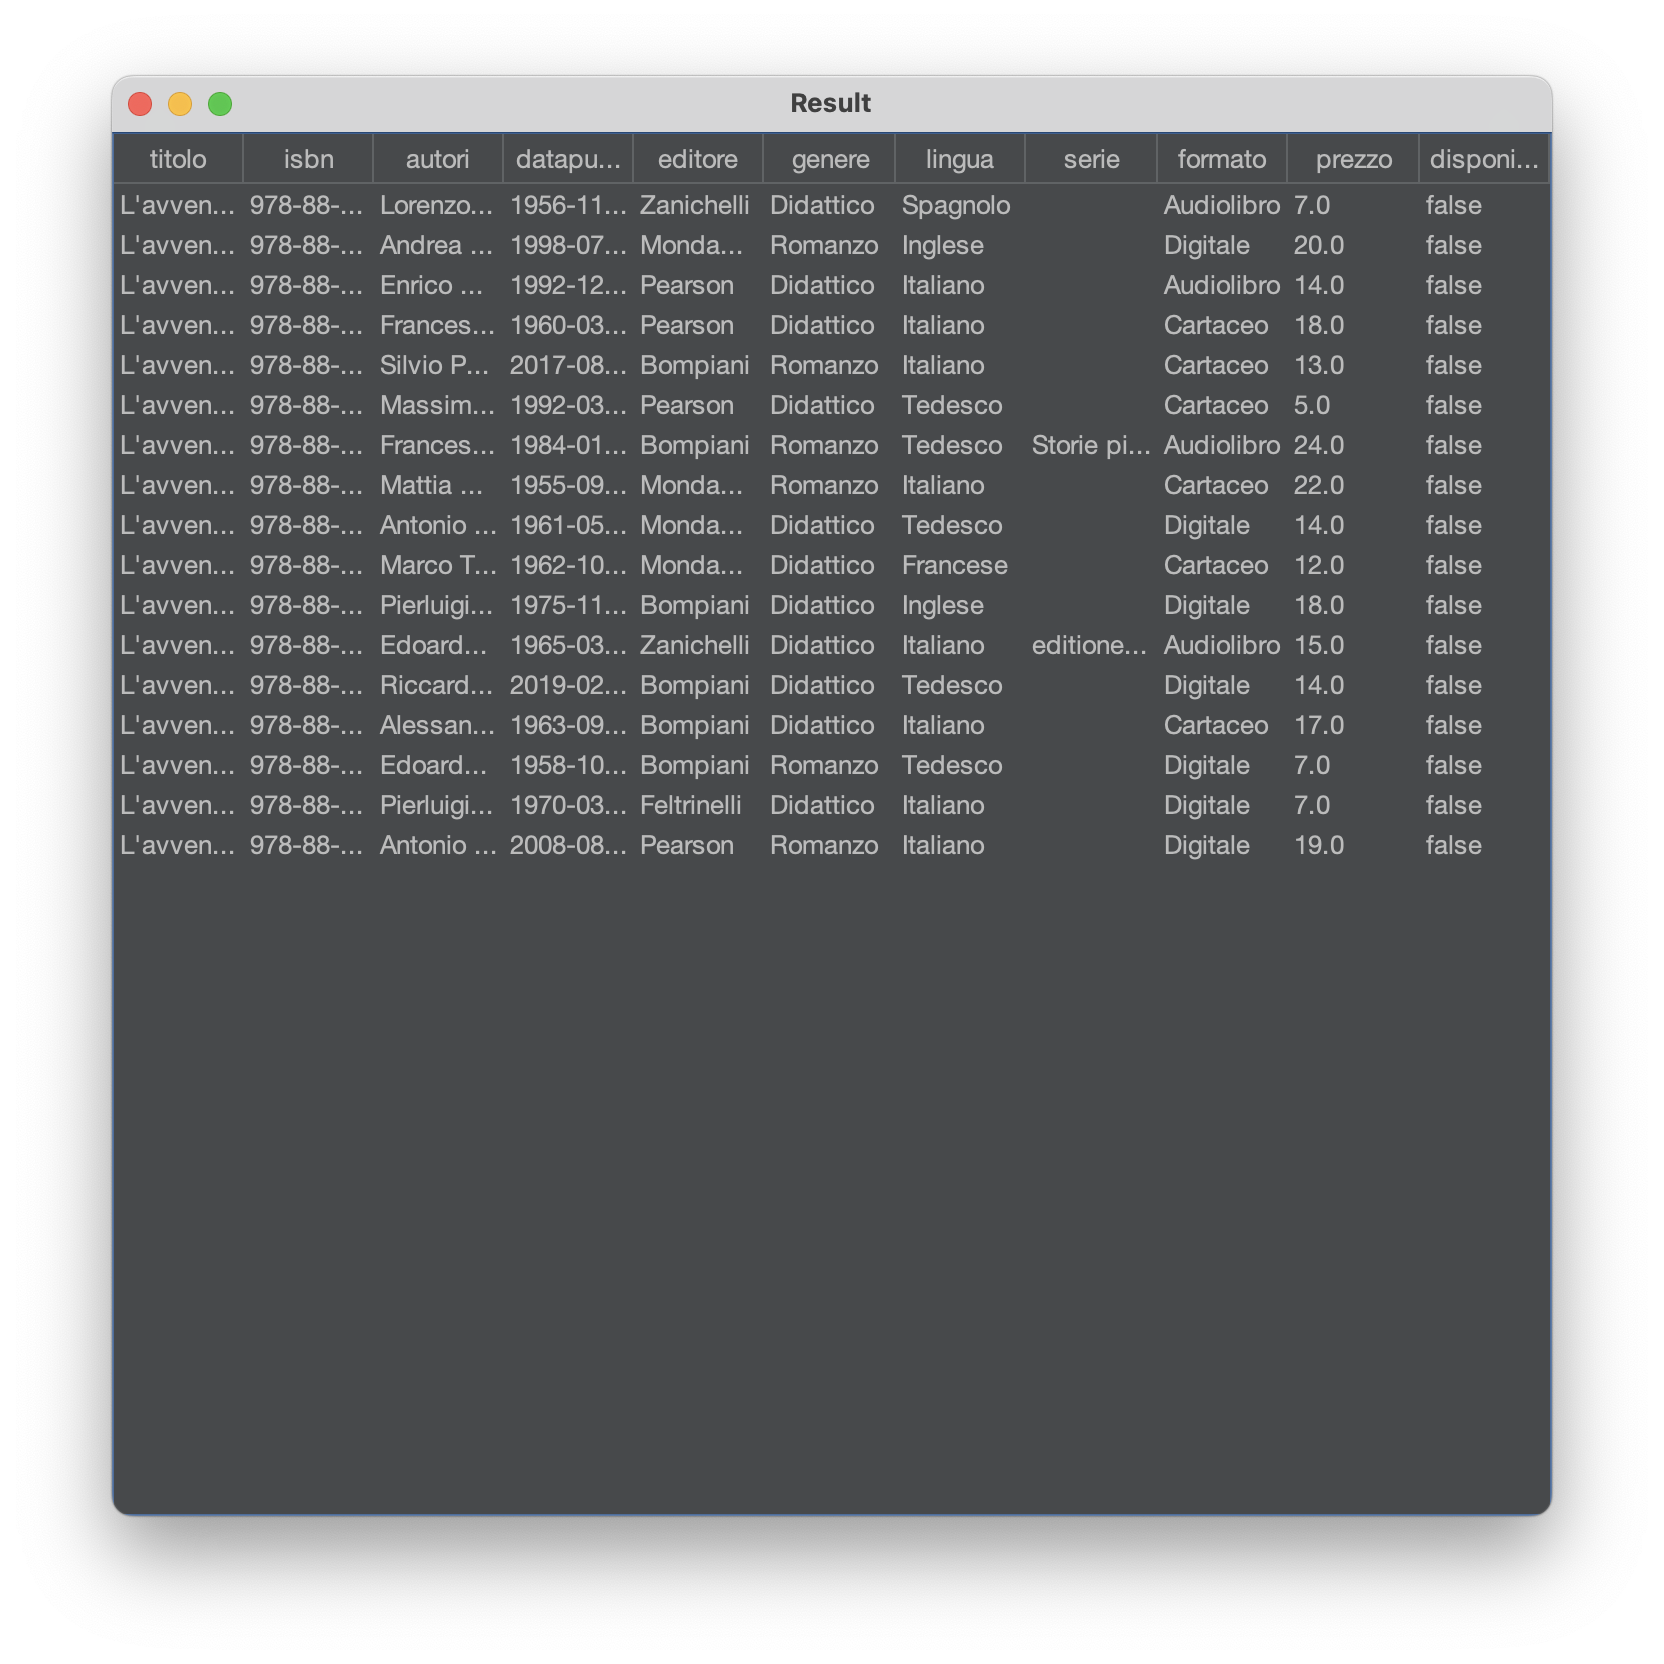 Result
titolo isbn autori datapu... editore genere lingua serie formato prezzo disponi...
L'avven... 978-88-... Lorenzo... 1956-11... Zanichelli Didattico Spagnolo Audiolibro 7.0 false
L'avven... 978-88-... Andrea ... 1998-07... Monda... Romanzo Inglese Digitale 20.0 false
L'avven... 978-88-... Enrico ... 1992-12... Pearson Didattico Italiano Audiolibro 14.0 false
L'avven... 978-88-... Frances... 1960-03... Pearson Didattico Italiano Cartaceo 18.0 false
L'avven... 978-88-... Silvio P... 2017-08... Bompiani Romanzo Italiano Cartaceo 13.0 false
L'avven... 978-88-... Massim... 1992-03... Pearson Didattico Tedesco Cartaceo 5.0 false
L'avven... 978-88-... Frances... 1984-01... Bompiani Romanzo Tedesco Storie pi... Audiolibro 24.0 false
L'avven... 978-88-... Mattia ... 1955-09... Monda... Romanzo Italiano Cartaceo 22.0 false
L'avven... 978-88-... Antonio ... 1961-05... Monda... Didattico Tedesco Digitale 14.0 false
L'avven... 978-88-... Marco T... 1962-10... Monda... Didattico Francese Cartaceo 12.0 false
L'avven... 978-88-... Pierluigi... 1975-11... Bompiani Didattico Inglese Digitale 18.0 false
L'avven... 978-88-... Edoard... 1965-03... Zanichelli Didattico Italiano editione... Audiolibro 15.0 false
L'avven... 978-88-... Riccard... 2019-02... Bompiani Didattico Tedesco Digitale 14.0 false
L'avven... 978-88-... Alessan... 1963-09... Bompiani Didattico Italiano Cartaceo 17.0 false
L'avven... 978-88-... Edoard... 1958-10... Bompiani Romanzo Tedesco Digitale 7.0 false
L'avven... 978-88-... Pierluigi... 1970-03... Feltrinelli Didattico Italiano Digitale 7.0 false
L'avven... 978-88-... Antonio ... 2008-08... Pearson Romanzo Italiano Digitale 19.0 false